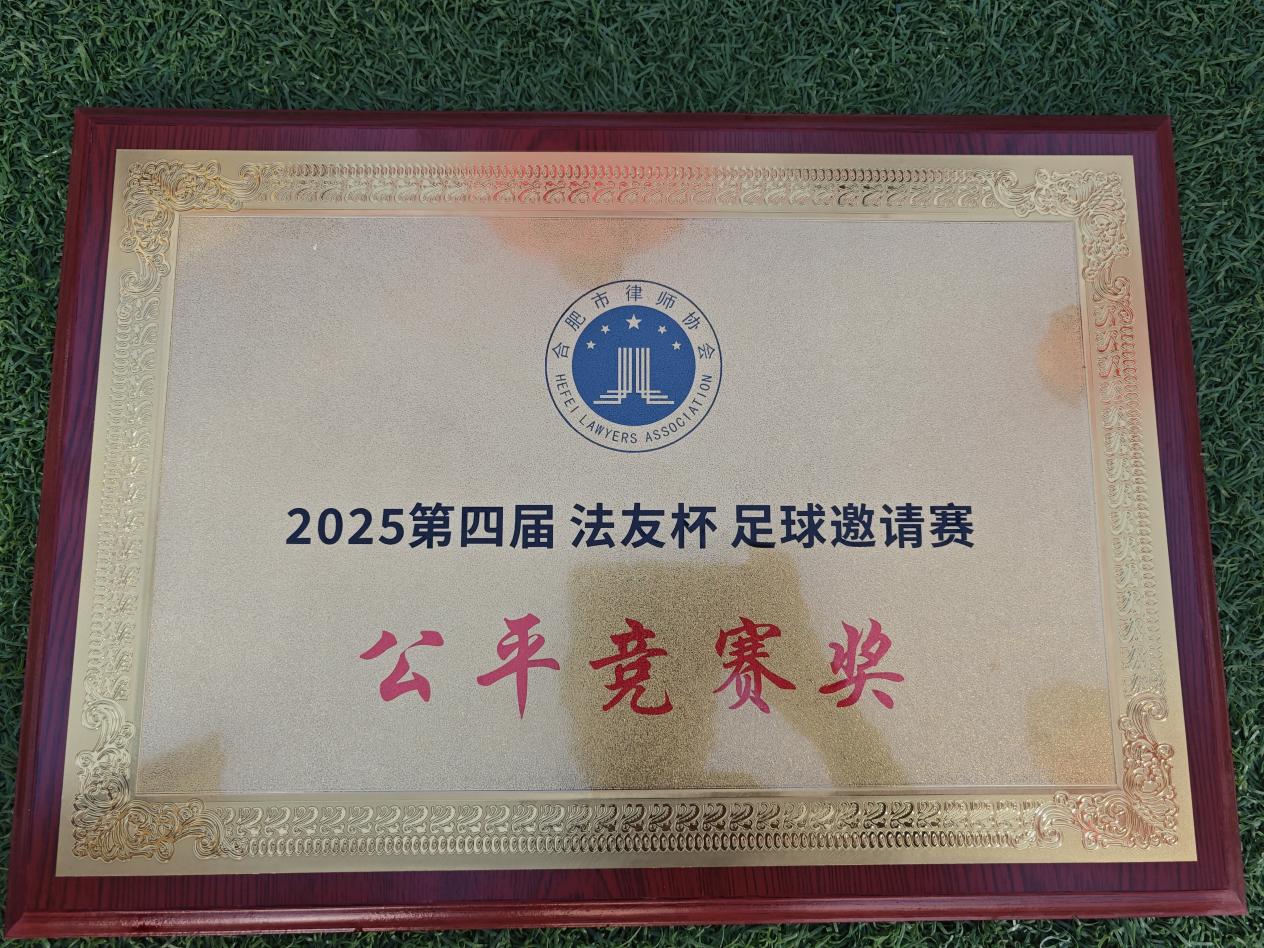 合肥市律师协会
HEFEI LAWYERS ASSOCIATION
2025第四届 法友杯 足球邀请赛
公平竞赛奖